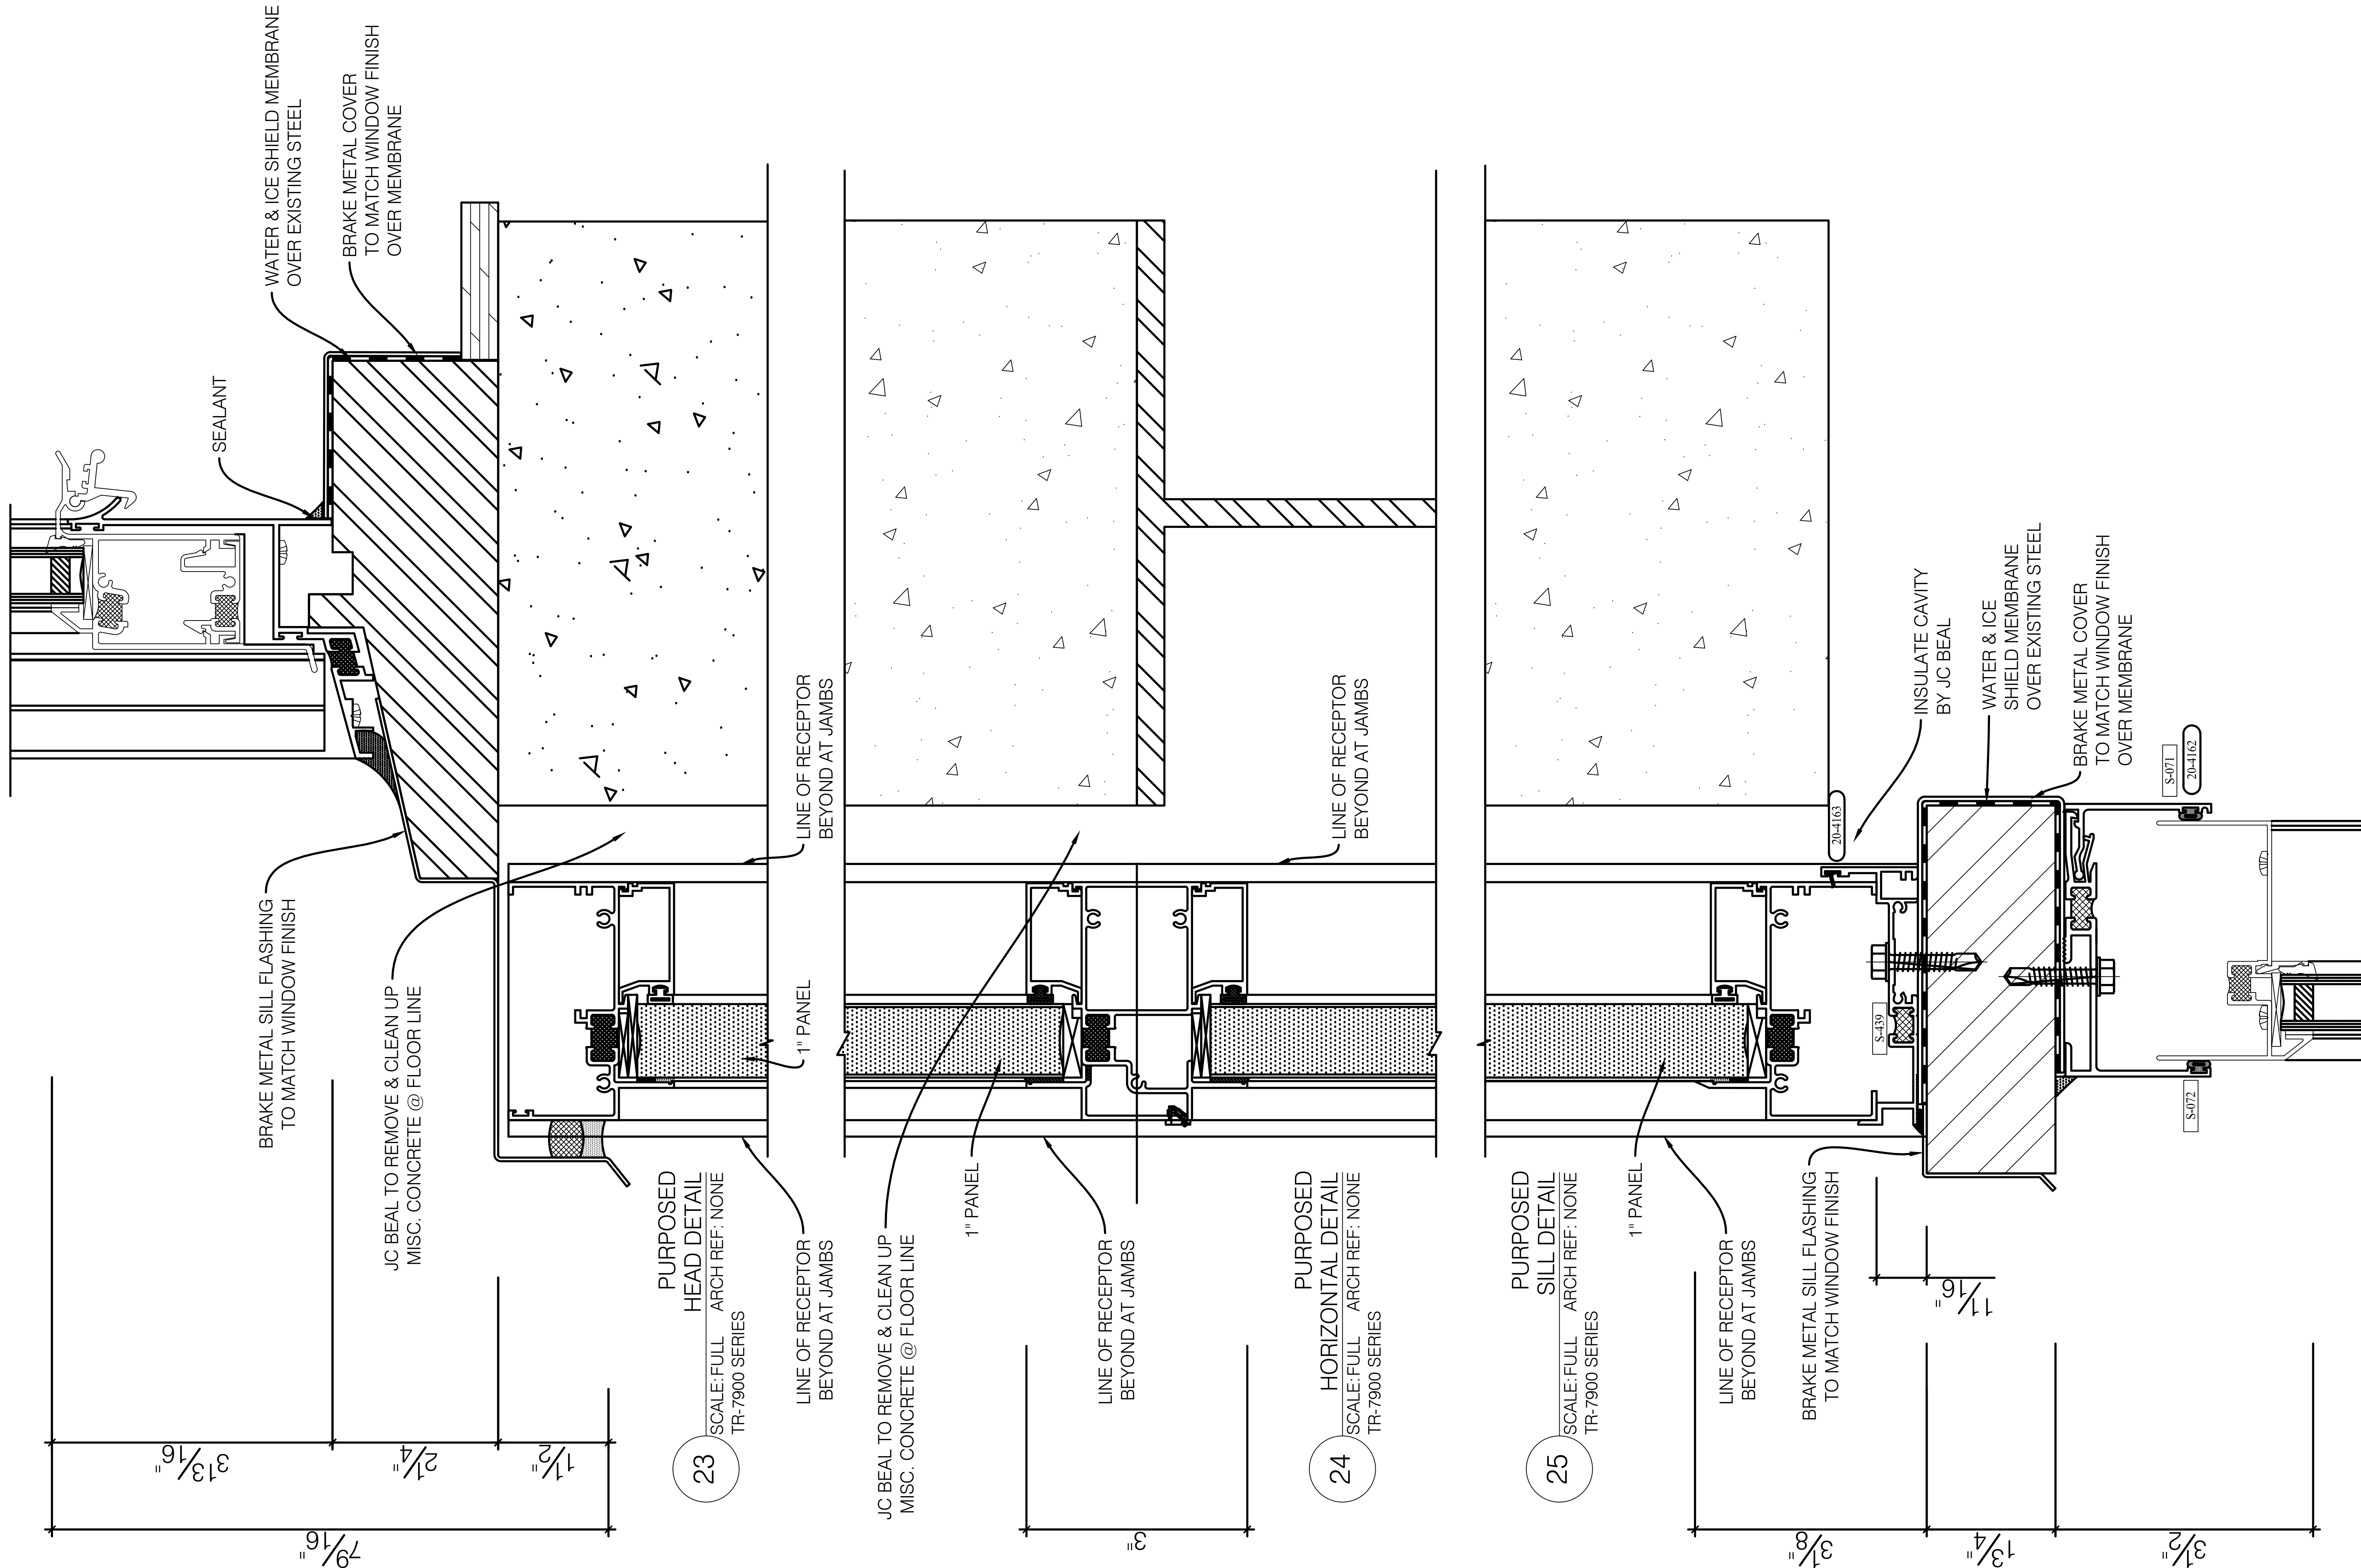 WATER & ICE SHIELD MEMBRANE
OVER EXISTING STEEL
BRAKE METAL COVER
TO MATCH WINDOW FINISH
OVER MEMBRANE
SEALANT
BRAKE METAL SILL FLASHING
TO MATCH WINDOW FINISH
JC BEAL TO REMOVE & CLEAN UP
MISC. CONCRETE @ FLOOR LINE
LINE OF RECEPTOR
BEYOND AT JAMBS
1" PANEL
3 13/16"
2 1/4"
1 1/2"
7 9/16"
23
PURPOSED
HEAD DETAIL
SCALE: FULL ARCH REF: NONE
TR-7900 SERIES
LINE OF RECEPTOR
BEYOND AT JAMBS
JC BEAL TO REMOVE & CLEAN UP
MISC. CONCRETE @ FLOOR LINE
1" PANEL
LINE OF RECEPTOR
BEYOND AT JAMBS
3"
LINE OF RECEPTOR
BEYOND AT JAMBS
24
PURPOSED
HORIZONTAL DETAIL
SCALE: FULL ARCH REF: NONE
TR-7900 SERIES
25
PURPOSED
SILL DETAIL
SCALE: FULL ARCH REF: NONE
TR-7900 SERIES
1" PANEL
LINE OF RECEPTOR
BEYOND AT JAMBS
BRAKE METAL SILL FLASHING
TO MATCH WINDOW FINISH
20-4163
S-439
INSULATE CAVITY
BY JC BEAL
WATER & ICE
SHIELD MEMBRANE
OVER EXISTING STEEL
BRAKE METAL COVER
TO MATCH WINDOW FINISH
OVER MEMBRANE
S-071
20-4162
S-072
11/16"
3 1/8"
1 3/4"
3 1/2"